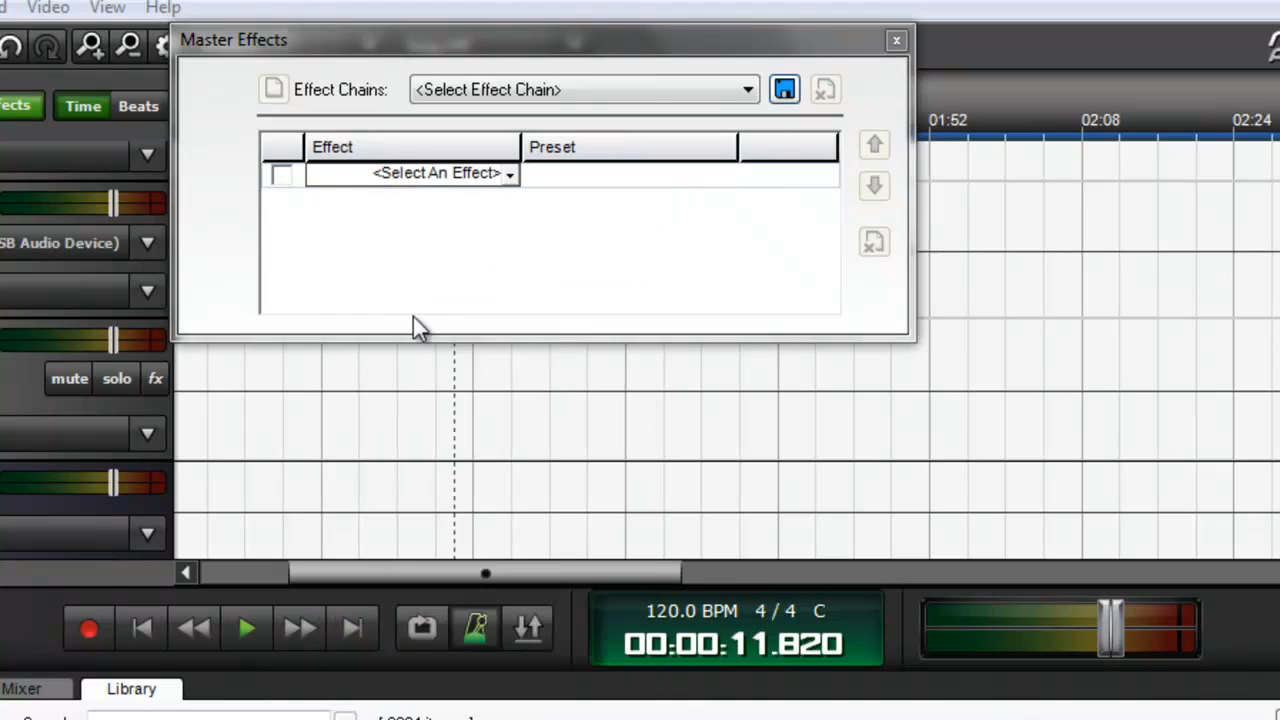 Video View Help
Master Effects
Effect Chains: <Select Effect Chain>
Time Beats
01:52 02:08 02:24
Effect Preset
<Select An Effect>
SB Audio Device)
mute solo fx
120.0 BPM 4 / 4 C
00:00:11.820
Mixer Library